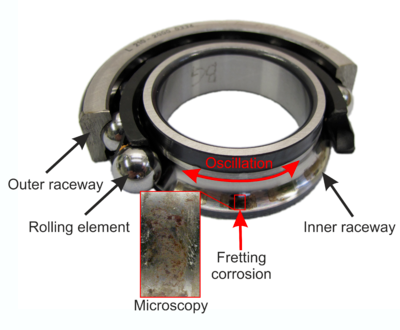 Oscillation
Outer raceway
Rolling element
Inner raceway
Fretting
corrosion
Microscopy